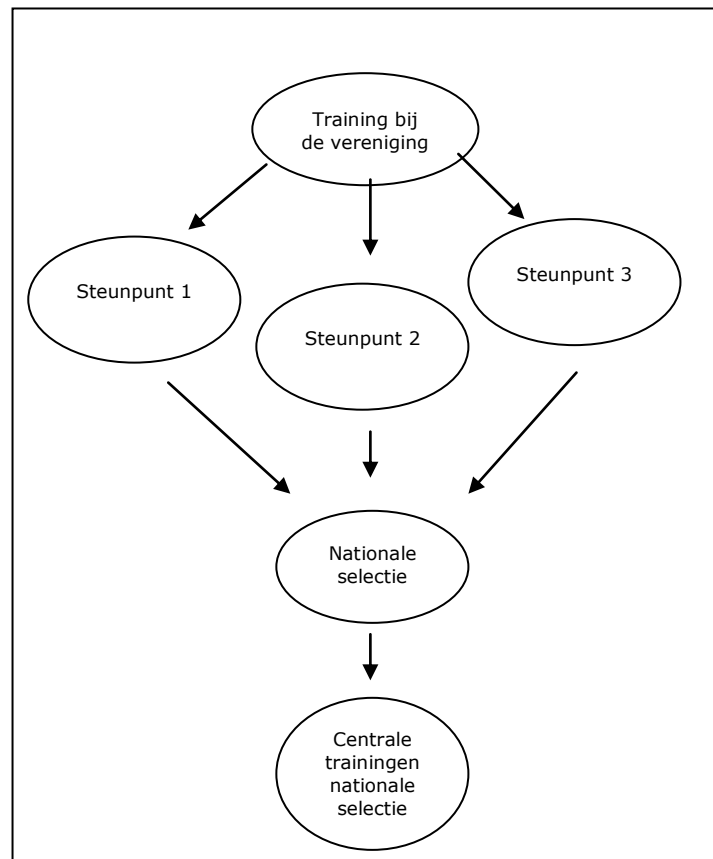 Training bij
de vereniging
Steunpunt 1
Steunpunt 2
Steunpunt 3
Nationale
selectie
Centrale
trainingen
nationale
selectie